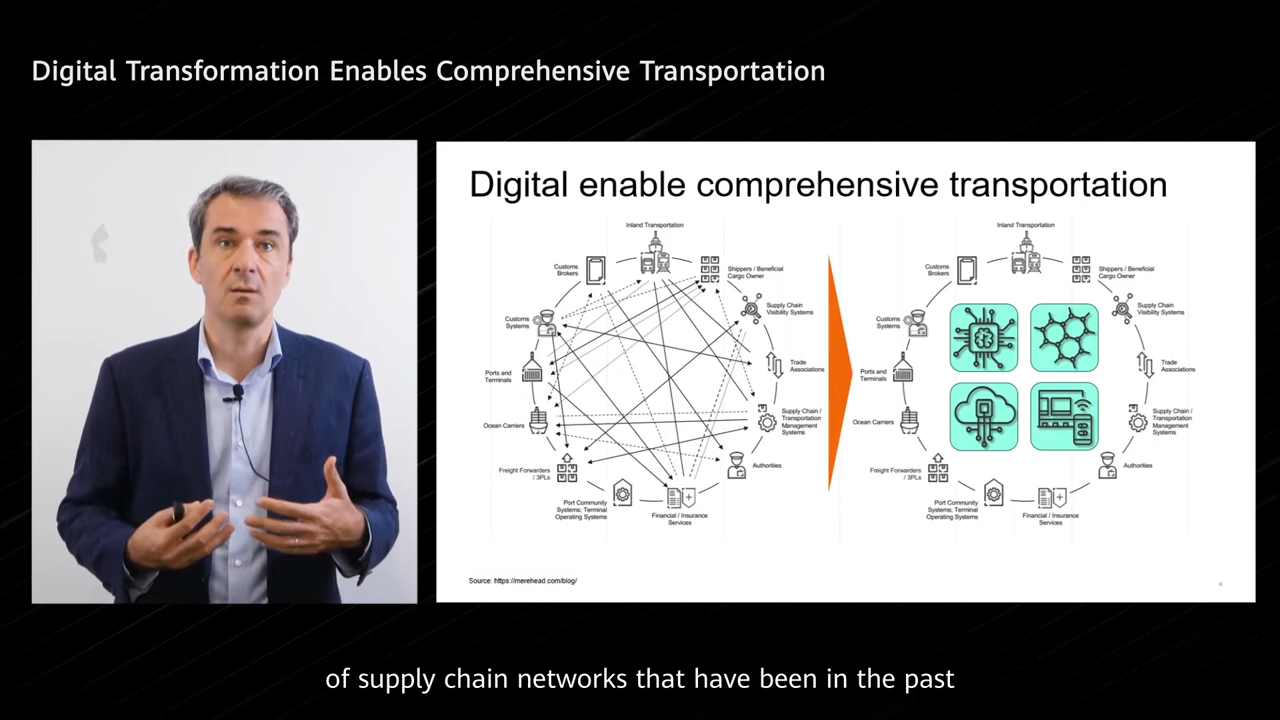 Digital Transformation Enables Comprehensive Transportation
Digital enable comprehensive transportation
Inland Transportation
Customs
Brokers
Shippers / Beneficial
Cargo Owner
Customs
Systems
Supply Chain
Visibility Systems
Ports and
Terminals
Trade
Associations
Ocean Carriers
Supply Chain /
Transportation
Management
Systems
Freight Forwarders
/ 3PLs
Authorities
Port Community
Systems; Terminal
Operating Systems
Financial / Insurance
Services
Inland Transportation
Customs
Brokers
Shippers / Beneficial
Cargo Owner
Customs
Systems
Supply Chain
Visibility Systems
Ports and
Terminals
Trade
Associations
Ocean Carriers
Supply Chain /
Transportation
Management
Systems
Freight Forwarders
/ 3PLs
Authorities
Port Community
Systems; Terminal
Operating Systems
Financial / Insurance
Services
Source: https://merehead.com/blog/
4
of supply chain networks that have been in the past